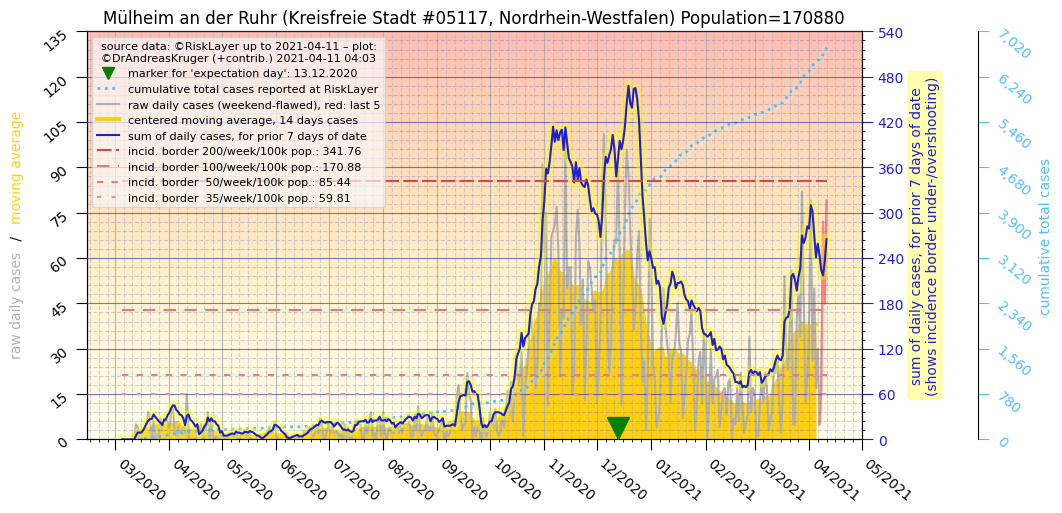 Mülheim an der Ruhr (Kreisfreie Stadt #05117, Nordrhein-Westfalen) Population=170880
source data: ©RiskLayer up to 2021-04-11 – plot:
©DrAndreasKruger (+contrib.) 2021-04-11 04:03
marker for 'expectation day': 13.12.2020
cumulative total cases reported at RiskLayer
raw daily cases (weekend-flawed), red: last 5
centered moving average, 14 days cases
sum of daily cases, for prior 7 days of date
incid. border 200/week/100k pop.: 341.76
incid. border 100/week/100k pop.: 170.88
incid. border  50/week/100k pop.: 85.44
incid. border  35/week/100k pop.: 59.81
raw daily cases / moving average
135
120
105
90
75
60
45
30
15
0
03/2020
04/2020
05/2020
06/2020
07/2020
08/2020
09/2020
10/2020
11/2020
12/2020
01/2021
02/2021
03/2021
04/2021
05/2021
540
480
420
360
300
240
180
120
60
0
sum of daily cases, for prior 7 days of date
(shows incidence border under-/overshooting)
7,020
6,240
5,460
4,680
3,900
3,120
2,340
1,560
780
0
cumulative total cases